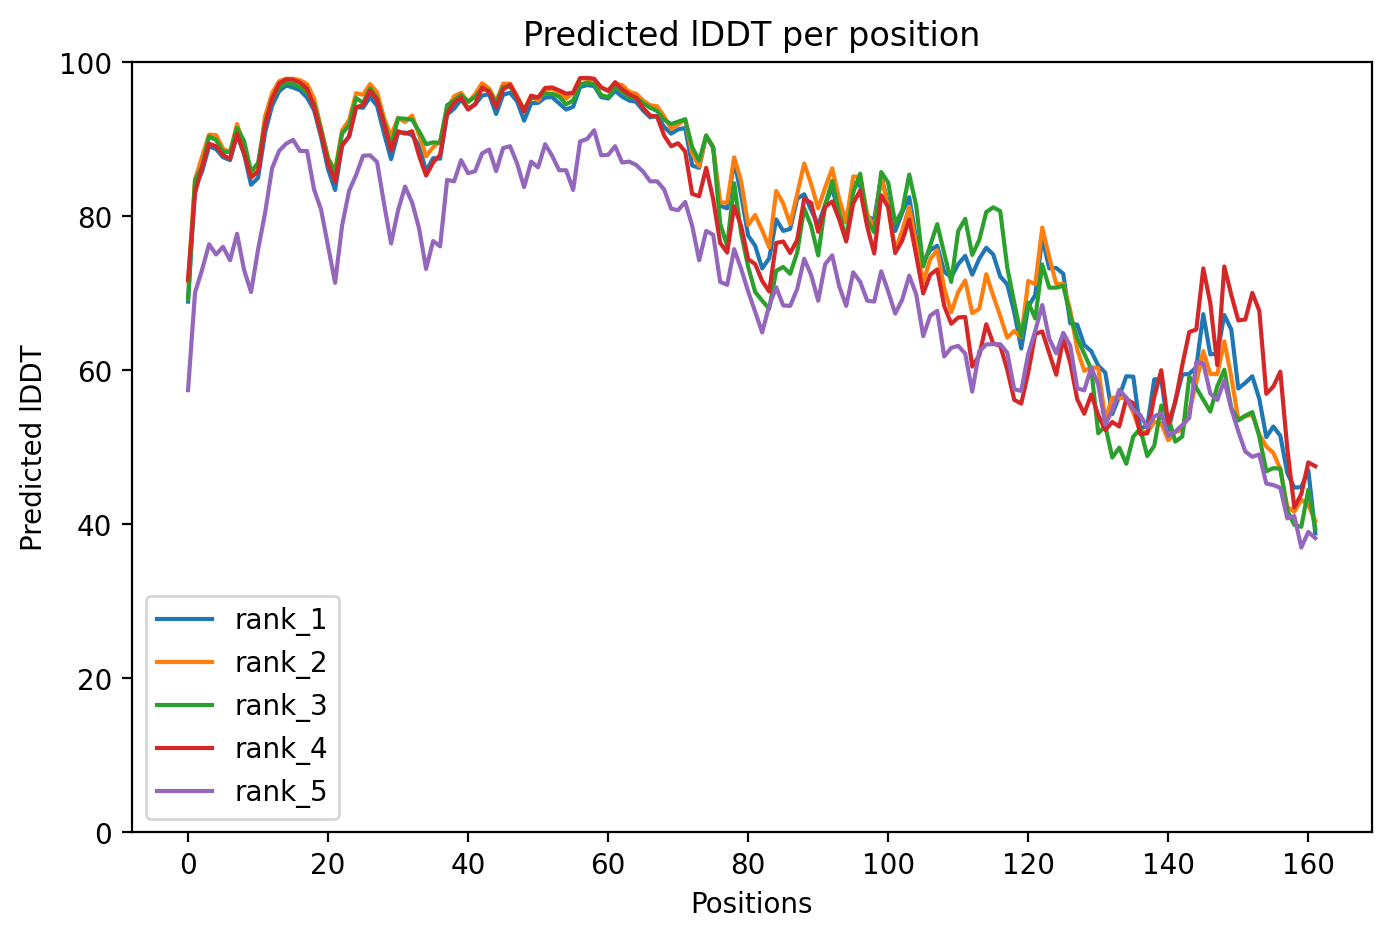 Predicted lDDT per position
100
80
60
40
20
0
Predicted lDDT
rank_1
rank_2
rank_3
rank_4
rank_5
0 20 40 60 80 100 120 140 160
Positions